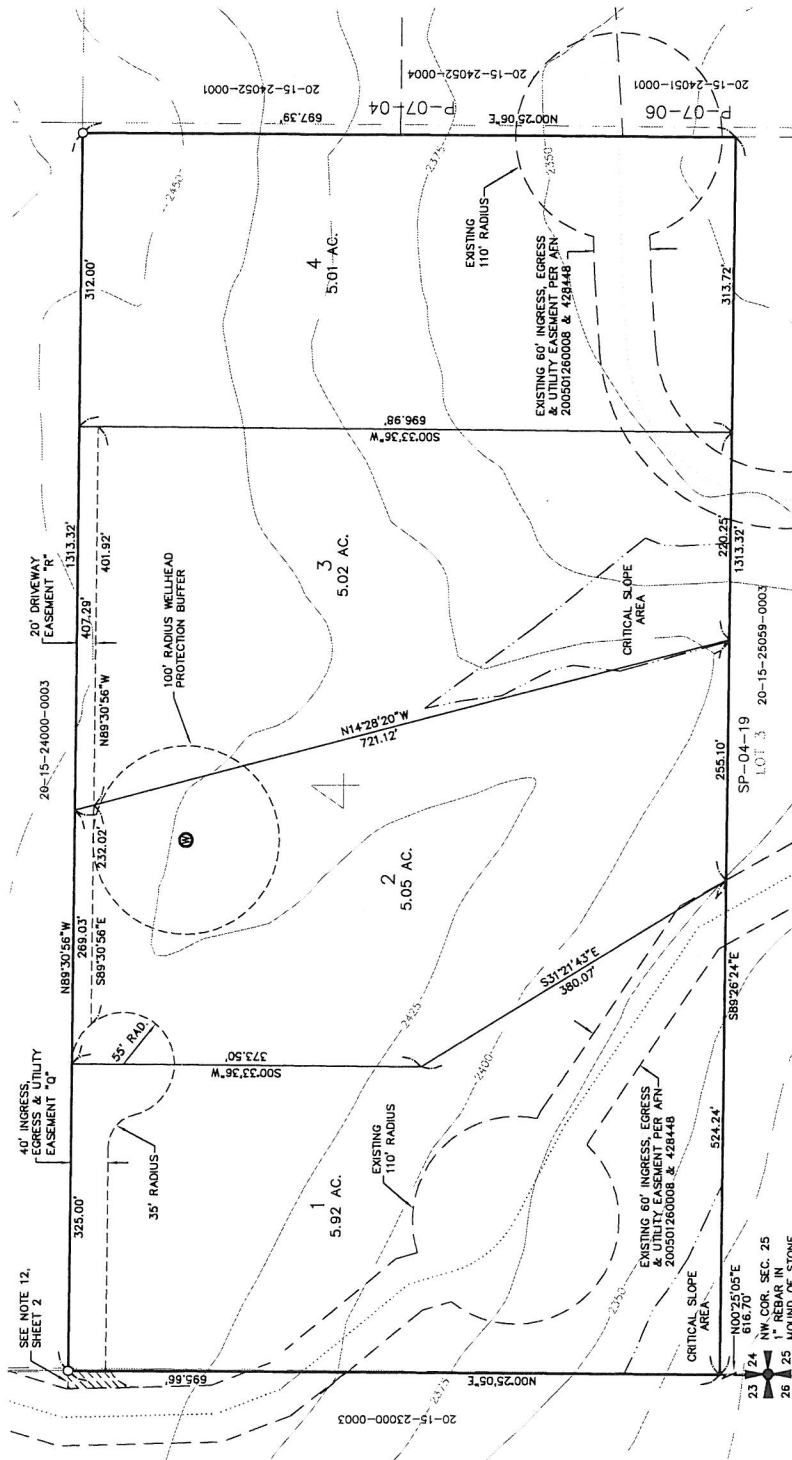 SEE NOTE 12,
SHEET 2
40' INGRESS,
EGRESS & UTILITY
EASEMENT "Q"
325.00'
N89°30'56"W
269.03'
S89°30'56"E
232.02'
20-15-24000-0003
20' DRIVEWAY
EASEMENT "R"
407.29'
1313.32'
N89°30'56"W
401.92'
312.00'
35' RADIUS
55' RAD.
100' RADIUS WELLHEAD
PROTECTION BUFFER
W
695.66'
N00°25'05"E
20-15-23000-0003
2375
1
5.92 AC.
EXISTING
110' RADIUS
373.50'
S00°33'36"W
2425
2400
S31°21'43"E
380.07'
2
5.05 AC.
4
N14°28'20"W
721.12'
3
5.02 AC.
CRITICAL SLOPE
AREA
696.98'
S00°33'36"W
4
5.01 AC.
2450
2375
2350
EXISTING
110' RADIUS
EXISTING 60' INGRESS, EGRESS
& UTILITY EASEMENT PER AFN
200501260008 & 428448
697.39'
N00°25'06"E
20-15-24052-0001
P-07-04
20-15-24052-0004
P-07-06
20-15-24051-0001
EXISTING 60' INGRESS, EGRESS
& UTILITY EASEMENT PER AFN
200501260008 & 428448
2350
CRITICAL SLOPE
AREA
524.24'
S89°26'24"E
255.10'
220.25'
1313.32'
313.72'
SP-04-19
LOT 3
20-15-25059-0003
N00°25'05"E
616.70'
23 24
26 25
NW COR. SEC. 25
1" REBAR IN
MOUND OF STONE